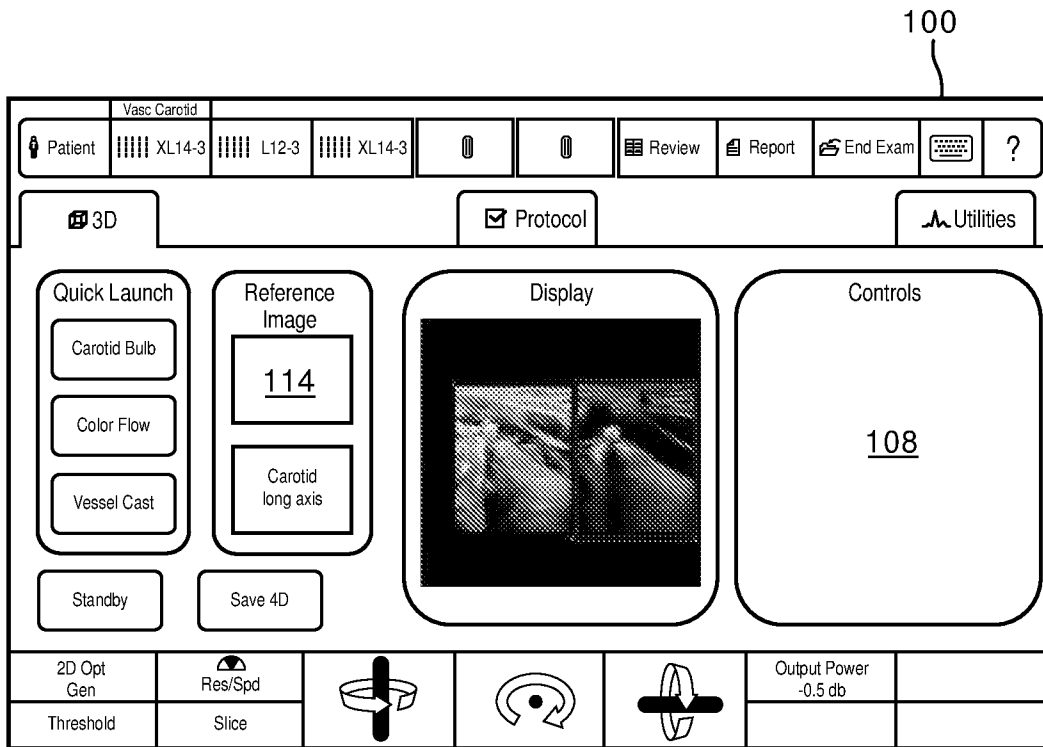 100
Vasc Carotid
Patient XL14-3 L12-3 XL14-3 Review Report End Exam ?
3D Protocol Utilities
Quick Launch
Carotid Bulb
Color Flow
Vessel Cast
Reference
Image
114
Carotid
long axis
Display
Controls
108
Standby Save 4D
2D Opt
Gen
Res/Spd
Output Power
-0.5 db
Threshold Slice